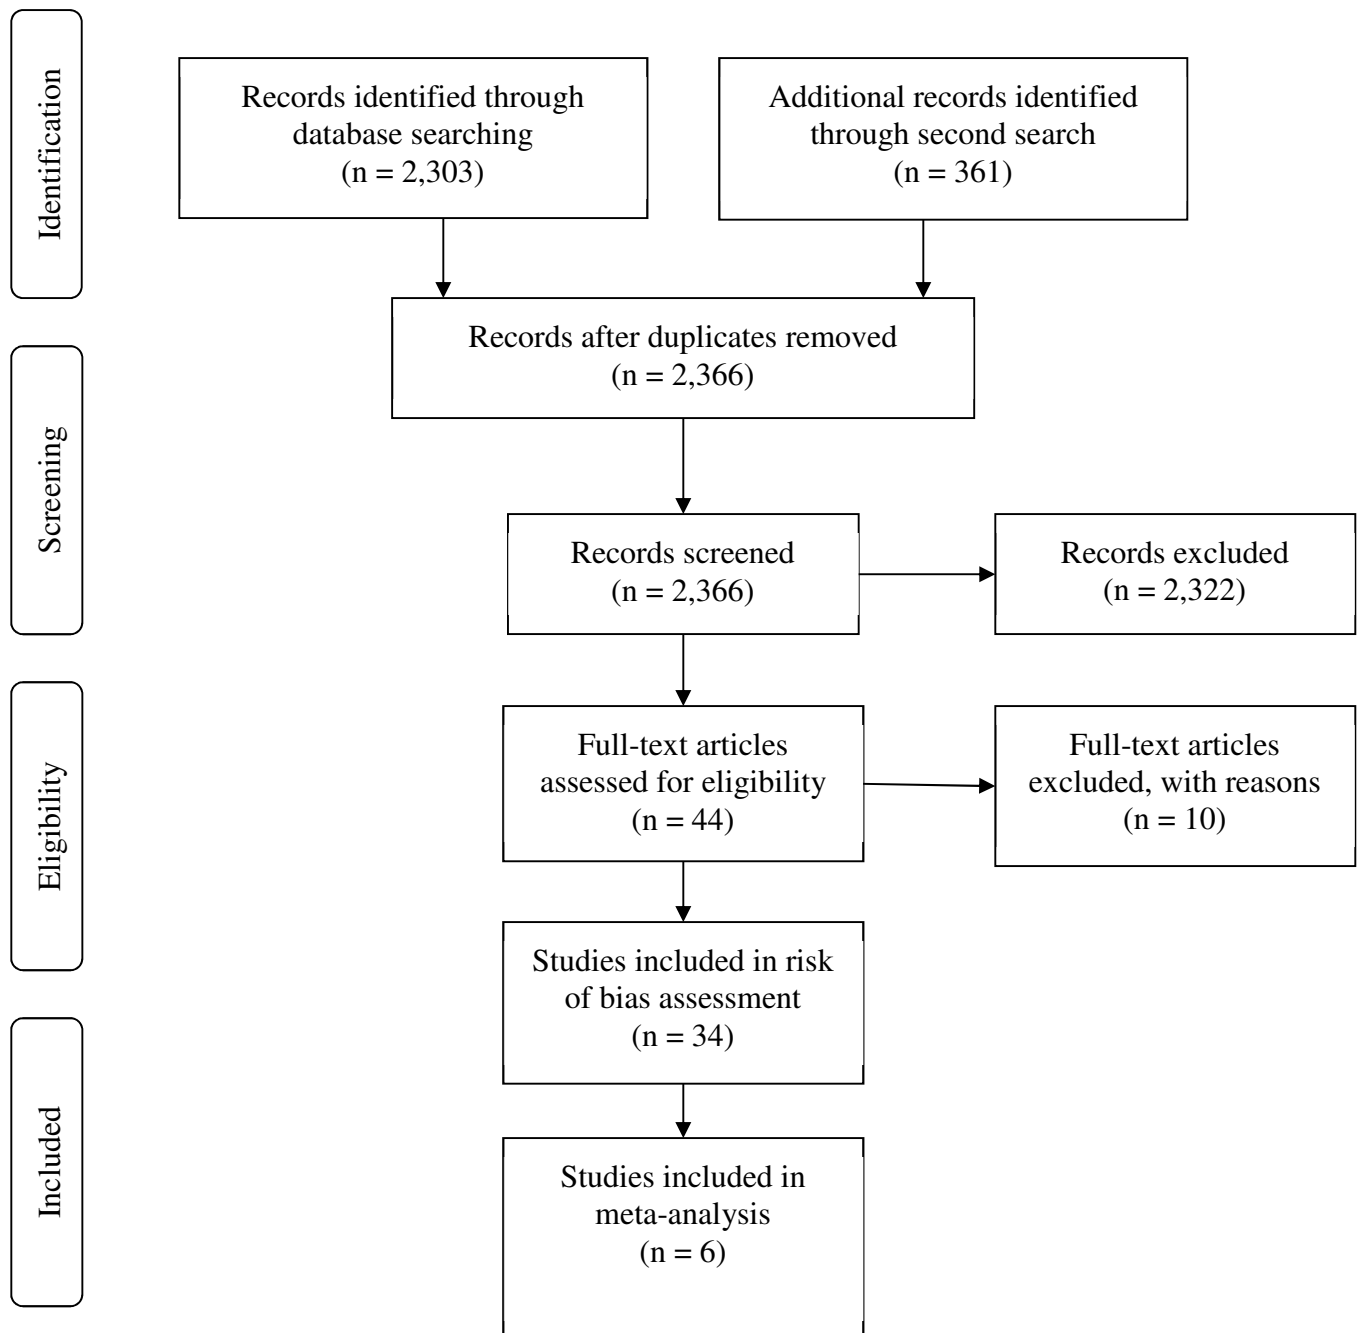 Identification
Records identified through
database searching
(n = 2,303)
Additional records identified
through second search
(n = 361)
Records after duplicates removed
(n = 2,366)
Screening
Records screened
(n = 2,366)
Records excluded
(n = 2,322)
Eligibility
Full-text articles
assessed for eligibility
(n = 44)
Full-text articles
excluded, with reasons
(n = 10)
Studies included in risk
of bias assessment
(n = 34)
Included
Studies included in
meta-analysis
(n = 6)